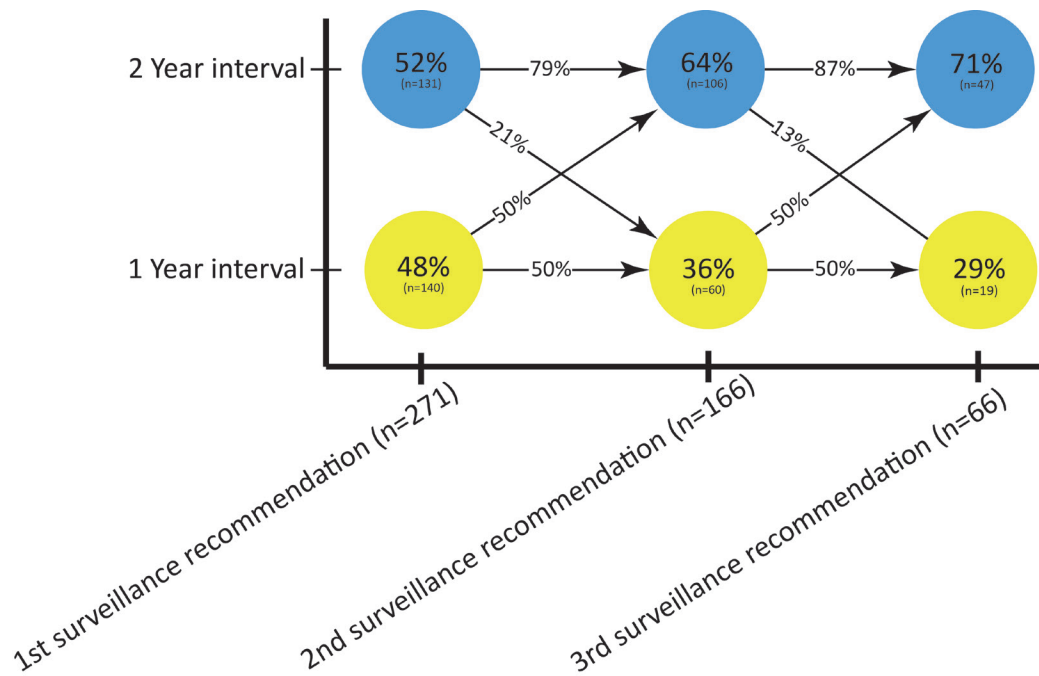 2 Year interval
52%
(n=131)
79%
64%
(n=106)
87%
71%
(n=47)
21%
50%
13%
50%
1 Year interval
48%
(n=140)
50%
36%
(n=60)
50%
29%
(n=19)
1st surveillance recommendation (n=271)
2nd surveillance recommendation (n=166)
3rd surveillance recommendation (n=66)